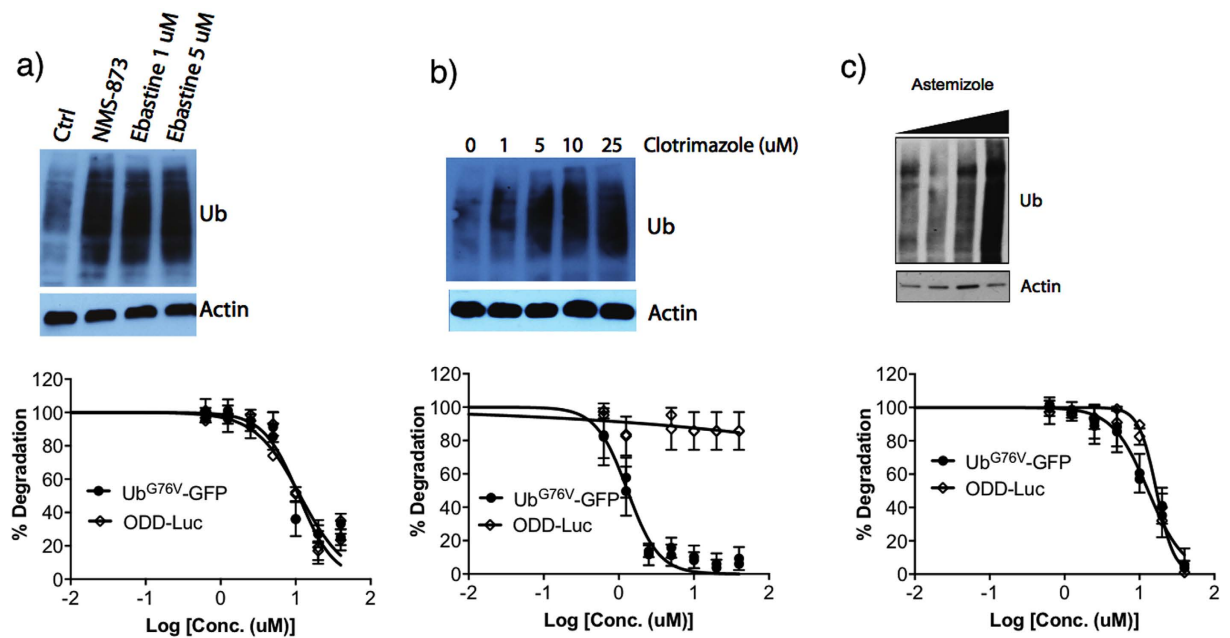 a)
Ctrl
NMS-873
Ebastine 1 uM
Ebastine 5 uM
Ub
Actin
120
100
80
60
40
20
0
% Degradation
Ub^G76V-GFP
ODD-Luc
-2 -1 0 1 2
Log [Conc. (uM)]
b)
0 1 5 10 25 Clotrimazole (uM)
Ub
Actin
120
100
80
60
40
20
0
% Degradation
Ub^G76V-GFP
ODD-Luc
-2 -1 0 1 2
Log [Conc. (uM)]
c)
Astemizole
Ub
Actin
120
100
80
60
40
20
0
% Degradation
Ub^G76V-GFP
ODD-Luc
-2 -1 0 1 2
Log [Conc. (uM)]